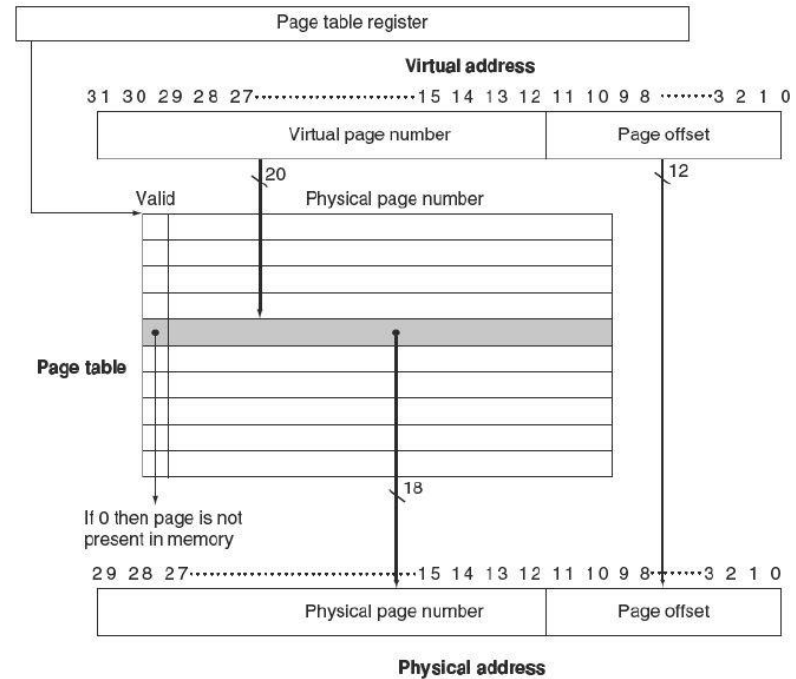 Page table register
Virtual address
31 30 29 28 27·····················15 14 13 12 11 10 9 8 ·······3 2 1 0
Virtual page number Page offset
20 12
Valid Physical page number
Page table
18
If 0 then page is not
present in memory
29 28 27·····························15 14 13 12 11 10 9 8·······3 2 1 0
Physical page number Page offset
Physical address